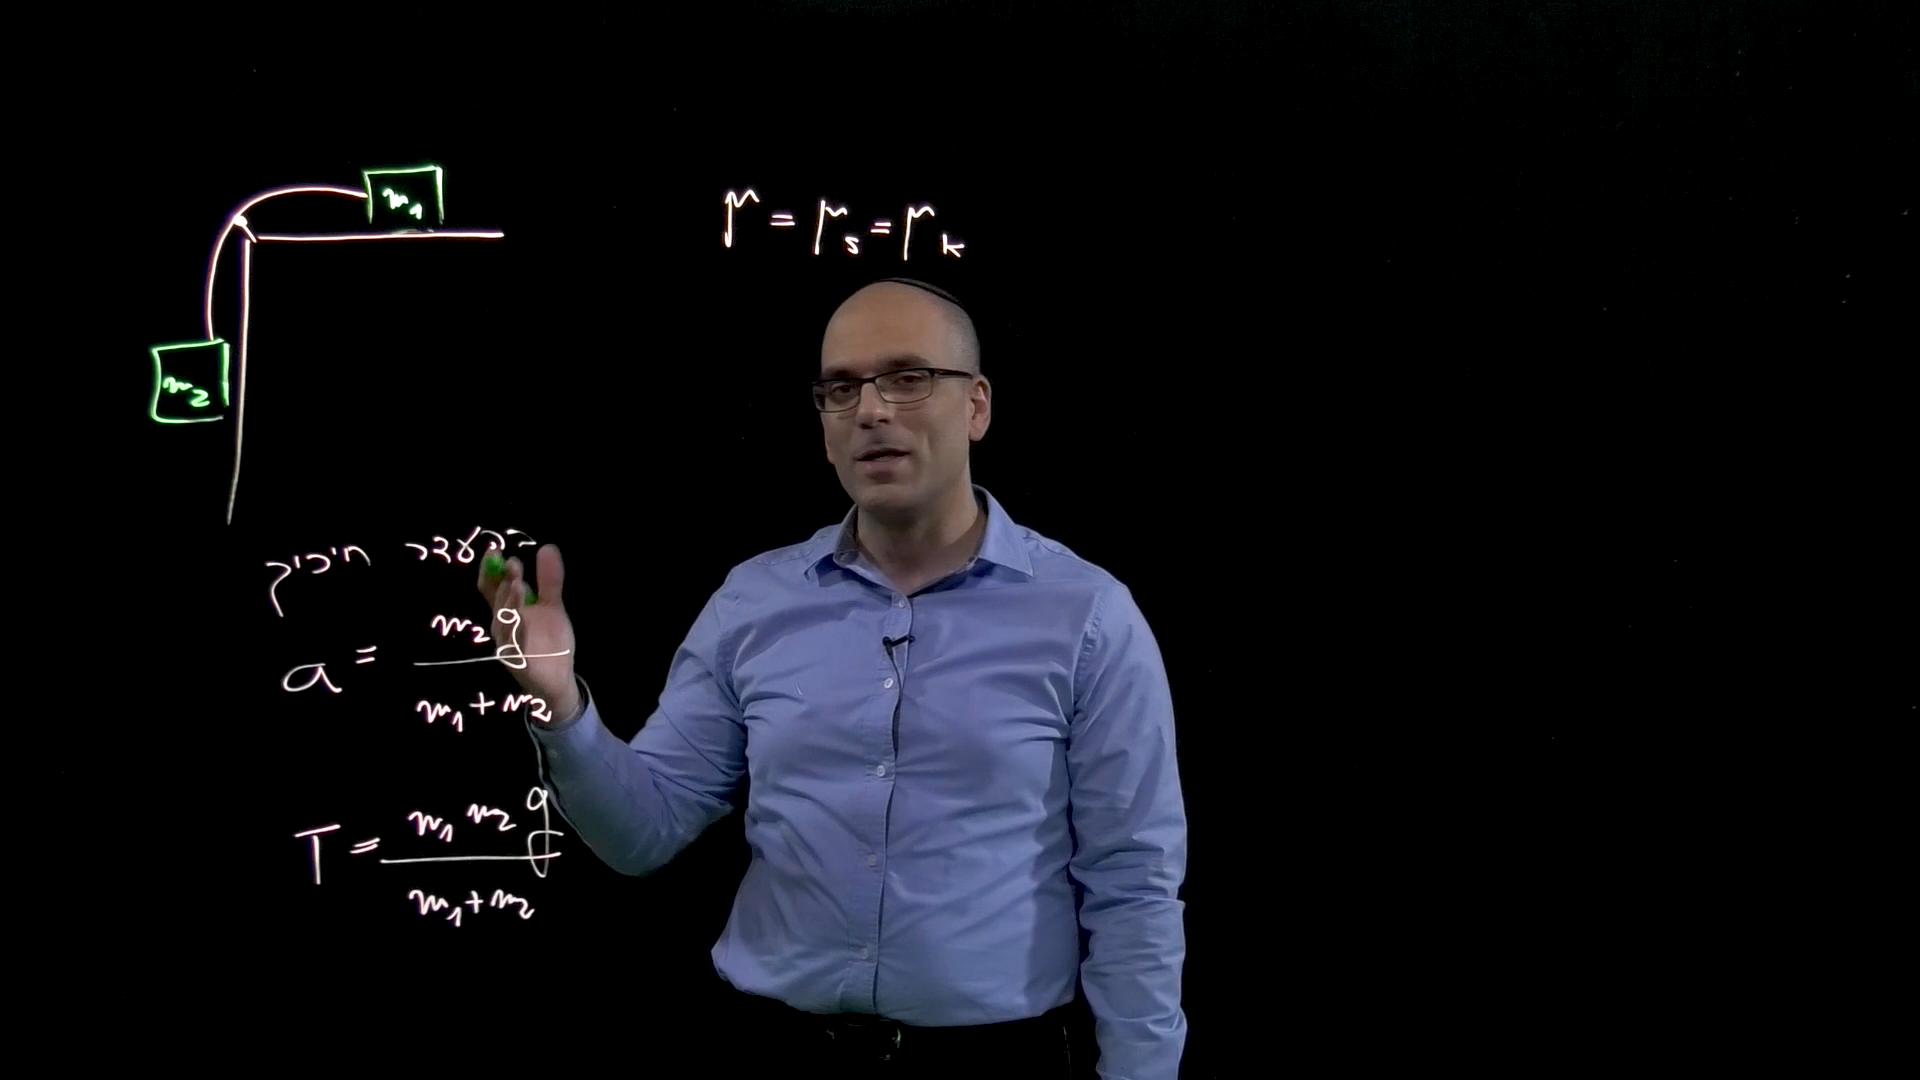 m₁
m₂
μ = μₛ = μₖ
בהעדר חיכוך
a = m₂g / m₁+m₂
T = m₁ m₂ g / m₁+m₂